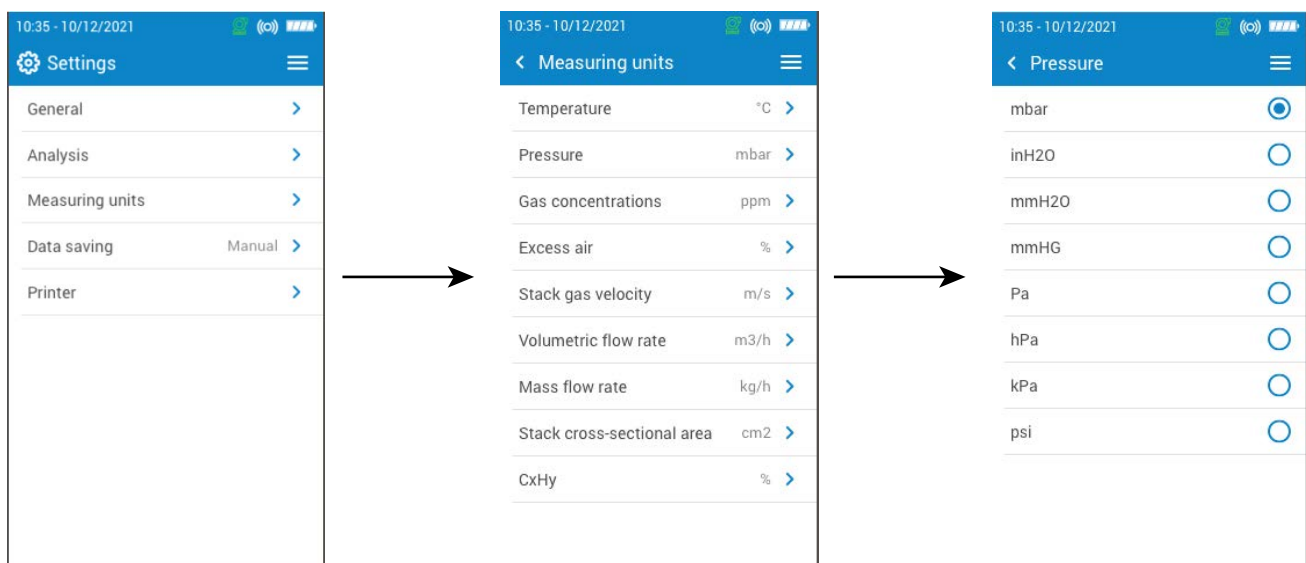 10:35 - 10/12/2021
Settings
General
Analysis
Measuring units
Data saving Manual
Printer
10:35 - 10/12/2021
Measuring units
Temperature °C
Pressure mbar
Gas concentrations ppm
Excess air %
Stack gas velocity m/s
Volumetric flow rate m3/h
Mass flow rate kg/h
Stack cross-sectional area cm2
CxHy %
10:35 - 10/12/2021
Pressure
mbar
inH2O
mmH2O
mmHG
Pa
hPa
kPa
psi